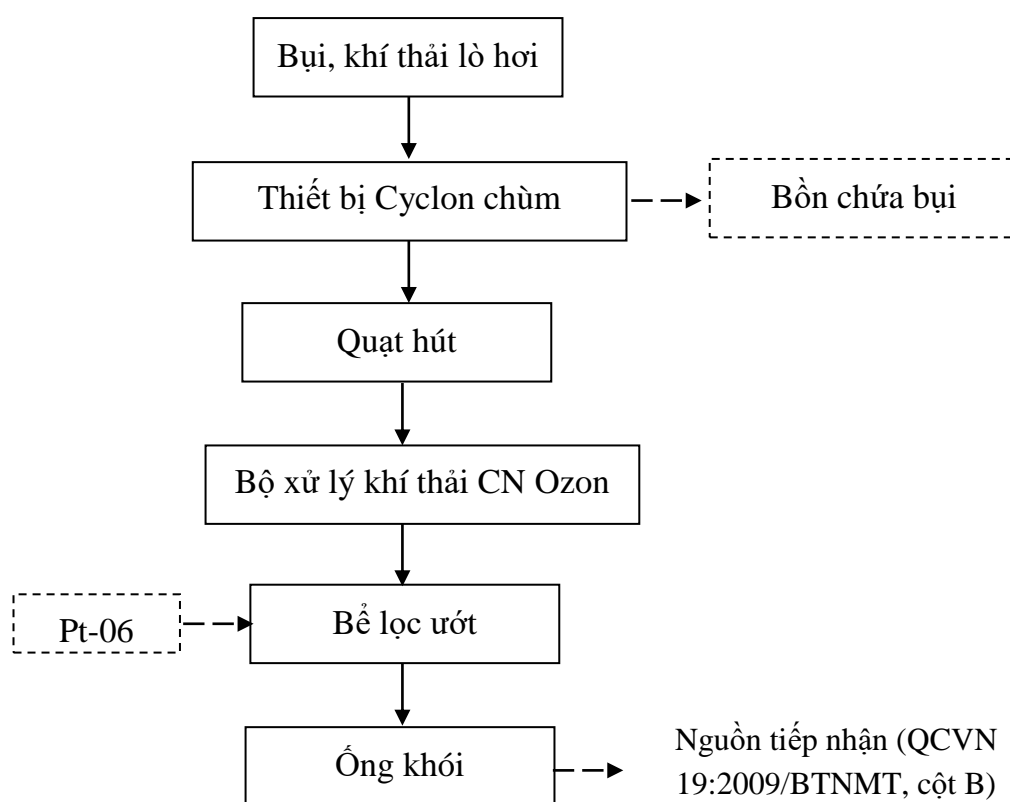 Bụi, khí thải lò hơi
Thiết bị Cyclon chùm
Bồn chứa bụi
Quạt hút
Bộ xử lý khí thải CN Ozon
Pt-06
Bể lọc ướt
Ống khói
Nguồn tiếp nhận (QCVN
19:2009/BTNMT, cột B)